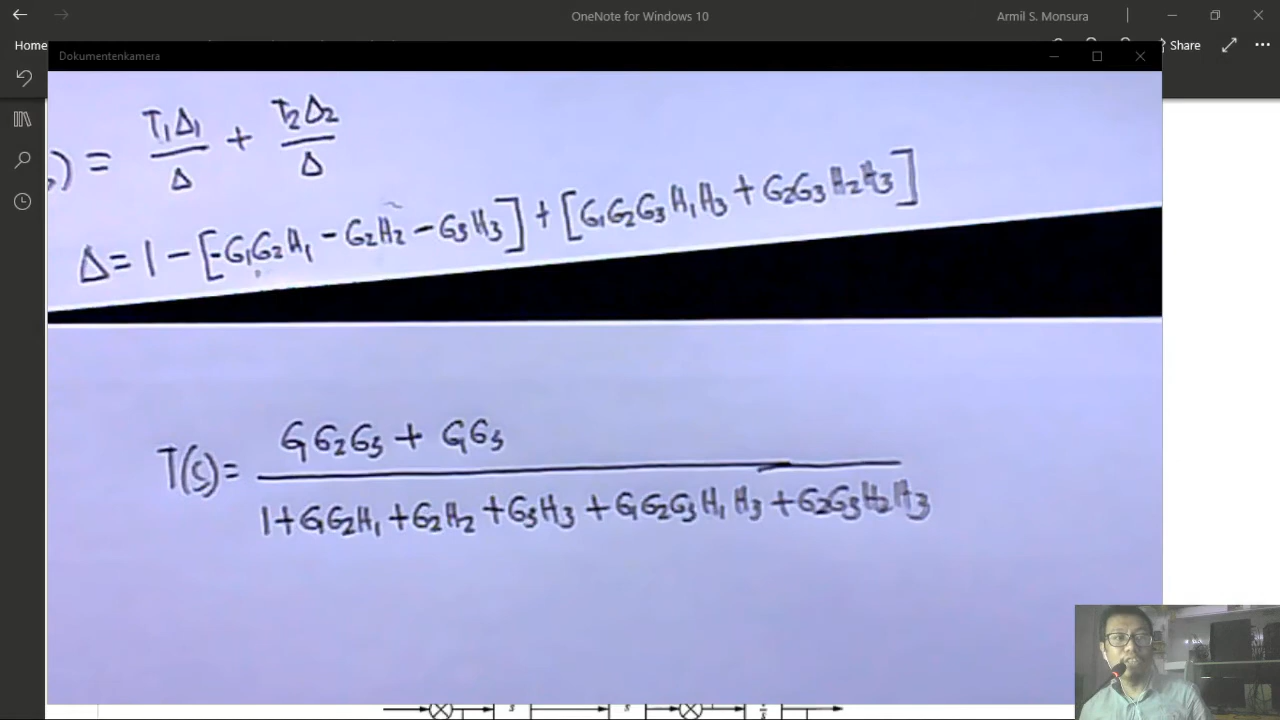 OneNote for Windows 10
Armil S. Monsura
Home
Share
Dokumentenkamera
) = T₁Δ₁/Δ + T₂Δ₂/Δ
Δ = 1 - [-G₁G₂H₁ - G₂H₂ - G₃H₃] + [G₁G₂G₃H₁H₃ + G₂G₃H₂H₃]
T(s) = G₁G₂G₃ + G₁G₃
1 + G₁G₂H₁ + G₂H₂ + G₃H₃ + G₁G₂G₃H₁H₃ + G₂G₃H₂H₃
s
s